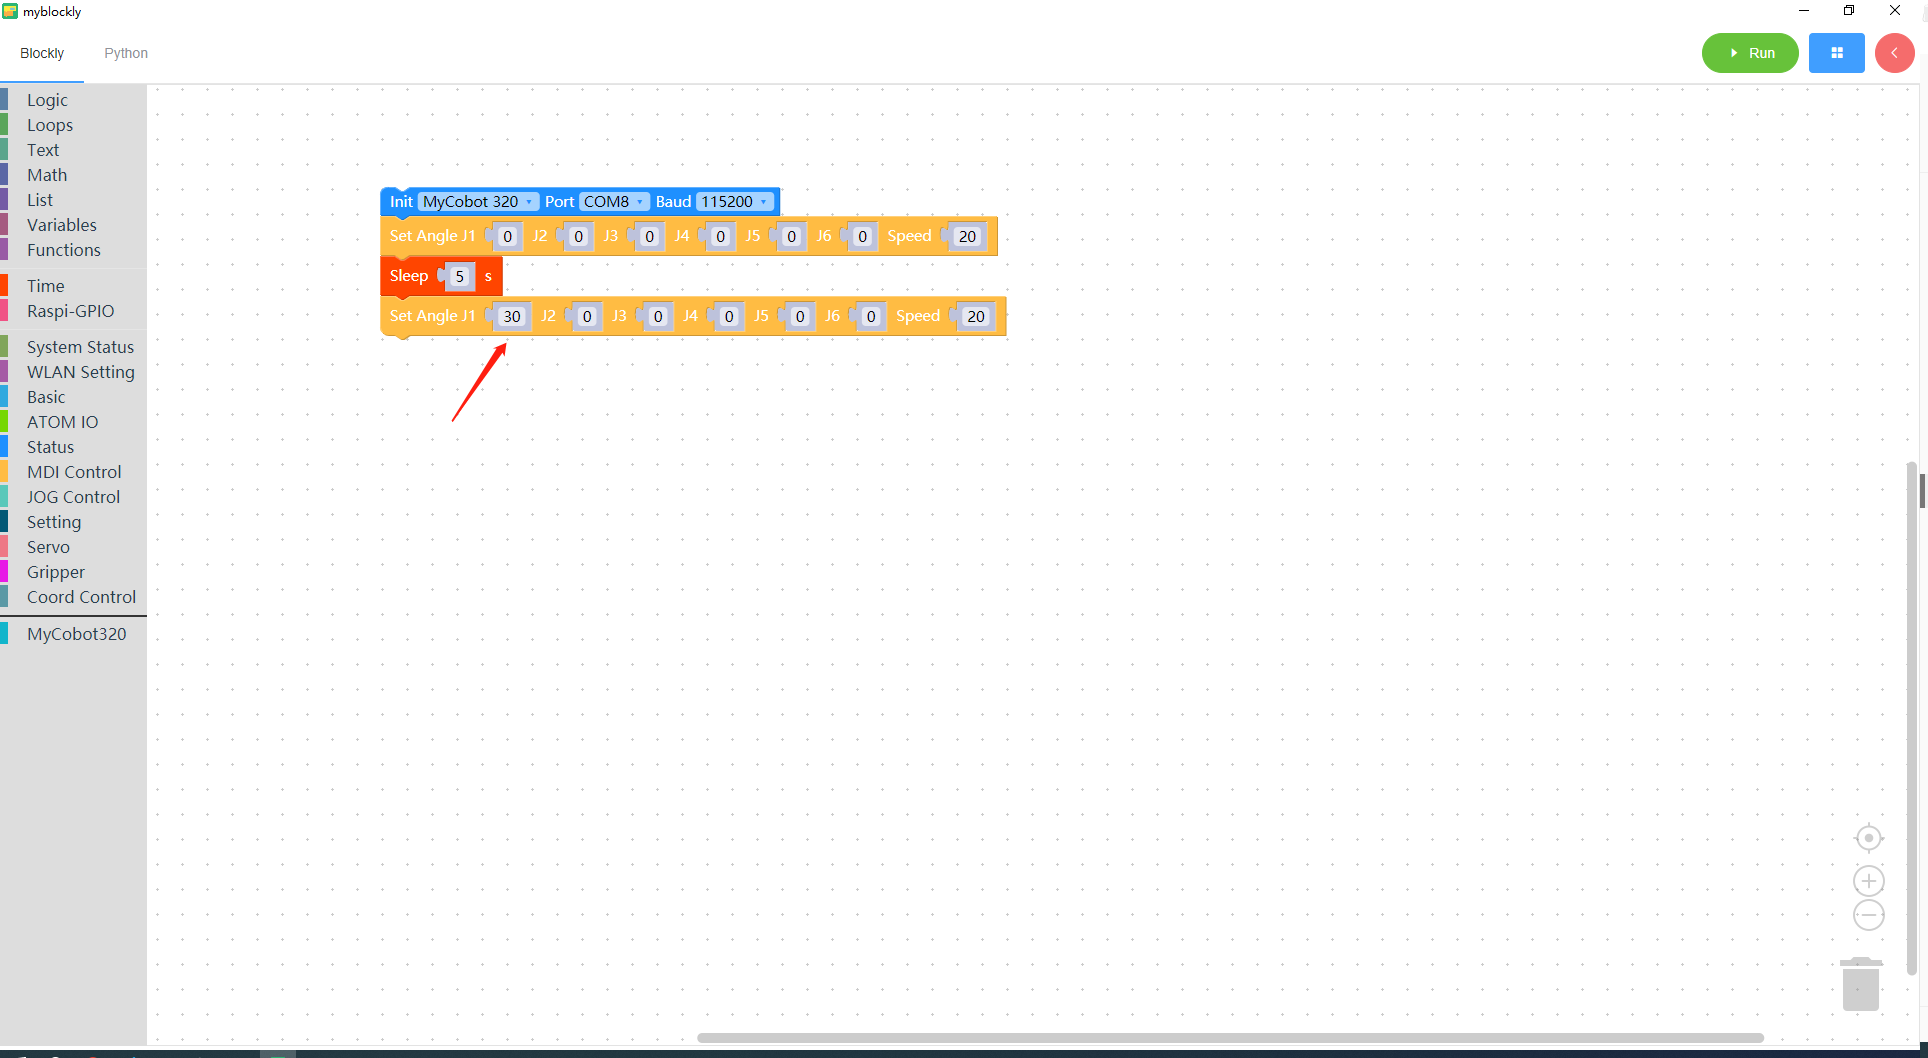 myblockly
Blockly Python Run
Logic
Loops
Text
Math
List
Variables
Functions
Time
Raspi-GPIO
System Status
WLAN Setting
Basic
ATOM IO
Status
MDI Control
JOG Control
Setting
Servo
Gripper
Coord Control
MyCobot320
Init MyCobot 320 Port COM8 Baud 115200
Set Angle J1 0 J2 0 J3 0 J4 0 J5 0 J6 0 Speed 20
Sleep 5 s
Set Angle J1 30 J2 0 J3 0 J4 0 J5 0 J6 0 Speed 20